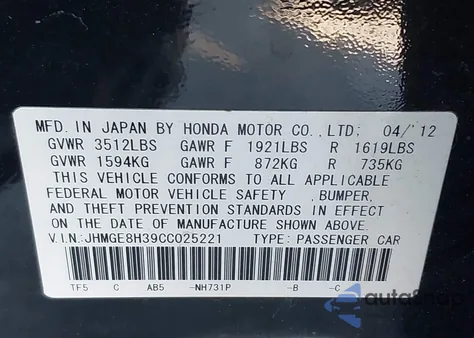 MFD. IN JAPAN BY HONDA MOTOR CO.,LTD. 04/'12
GVWR 3512LBS GAWR F 1921LBS R 1619LBS
GVWR 1594KG GAWR F 872KG R 735KG
THIS VEHICLE CONFORMS TO ALL APPLICABLE
FEDERAL MOTOR VEHICLE SAFETY , BUMPER,
AND THEFT PREVENTION STANDARDS IN EFFECT
ON THE DATE OF MANUFACTURE SHOWN ABOVE.
V.I.N:JHMGE8H39CC025221 TYPE: PASSENGER CAR
TF5 C AB5 -NH731P -B -C
autosnap